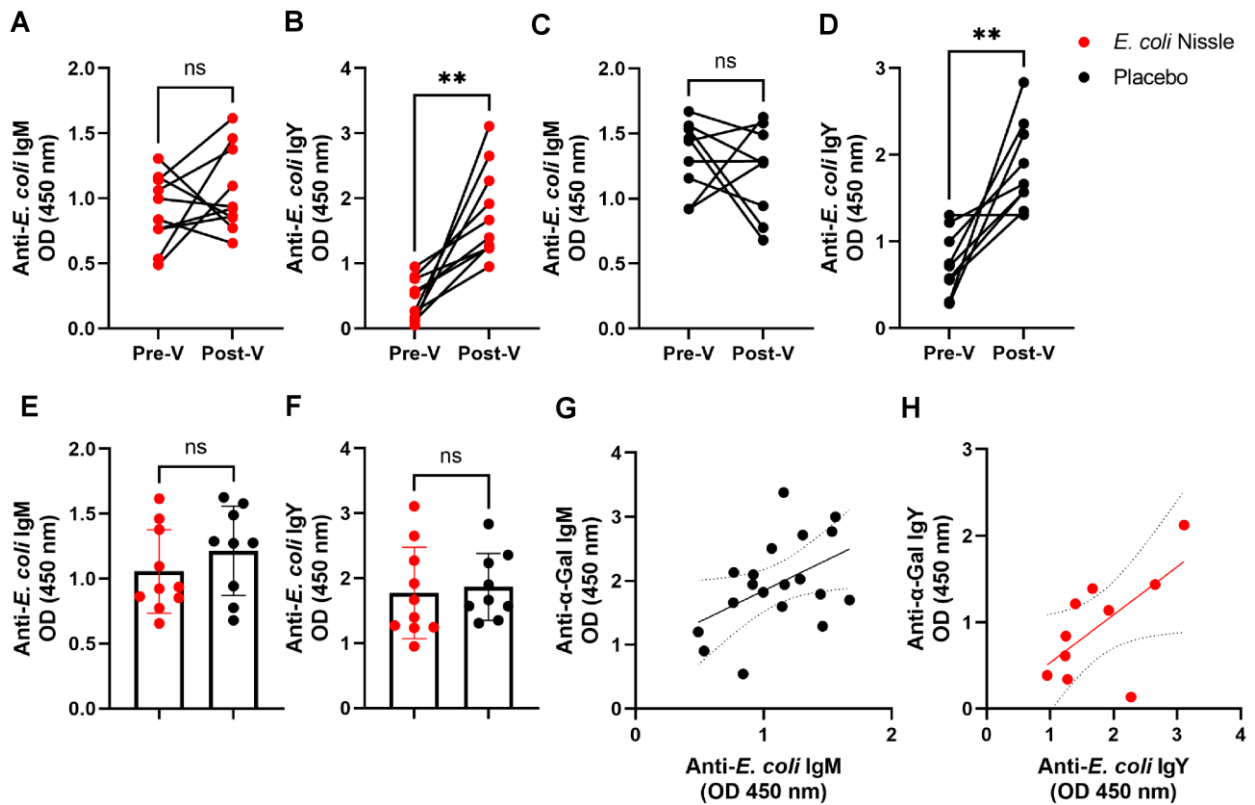 A
B
C
D
E. coli Nissle
Placebo
Anti-E. coli IgM
OD (450 nm)
2.0
1.5
1.0
0.5
0.0
ns
Pre-V Post-V
Anti-E. coli IgY
OD (450 nm)
4
3
2
1
0
**
Pre-V Post-V
Anti-E. coli IgM
OD (450 nm)
2.0
1.5
1.0
0.5
0.0
ns
Pre-V Post-V
Anti-E. coli IgY
OD (450 nm)
3
2
1
0
**
Pre-V Post-V
E
F
G
H
Anti-E. coli IgM
OD (450 nm)
2.0
1.5
1.0
0.5
0.0
ns
Anti-E. coli IgY
OD (450 nm)
4
3
2
1
0
ns
Anti-α-Gal IgM
OD (450 nm)
4
3
2
1
0
0 1 2
Anti-E. coli IgM
(OD 450 nm)
Anti-α-Gal IgY
OD (450 nm)
3
2
1
0
0 1 2 3 4
Anti-E. coli IgY
(OD 450 nm)